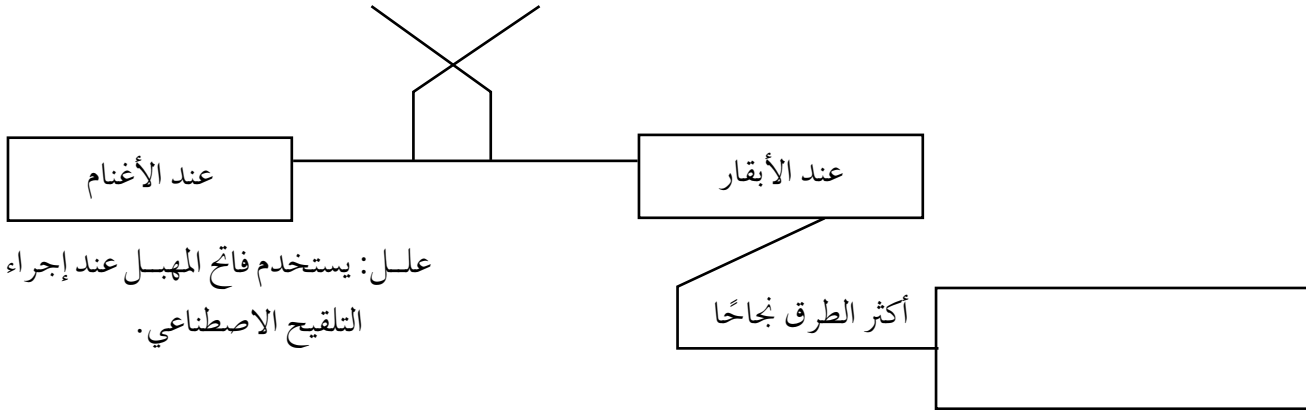 عند الأبقار
عند الأغنام
علل: يستخدم فاتح المهبل عند إجراء
التلقيح الاصطناعي.
أكثر الطرق نجاحًا